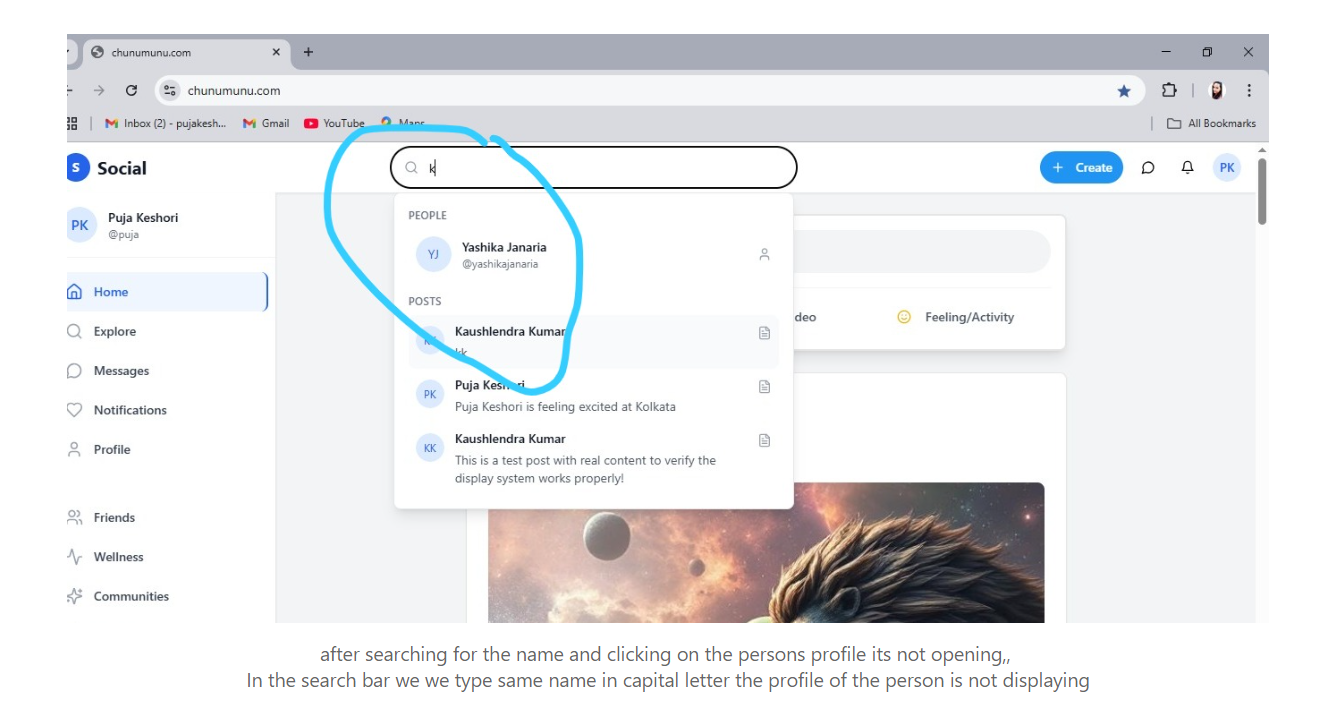 chunumunu.com
chunumunu.com
Inbox (2) - pujakesh... Gmail YouTube Maps All Bookmarks
S Social k + Create PK
PK Puja Keshori
@puja
Home
Explore
Messages
Notifications
Profile
Friends
Wellness
Communities
PEOPLE
YJ Yashika Janaria
@yashikajanaria
POSTS
Kaushlendra Kumar
kk
PK Puja Keshori
Puja Keshori is feeling excited at Kolkata
KK Kaushlendra Kumar
This is a test post with real content to verify the
display system works properly!
deo Feeling/Activity
after searching for the name and clicking on the persons profile its not opening,,
In the search bar we we type same name in capital letter the profile of the person is not displaying